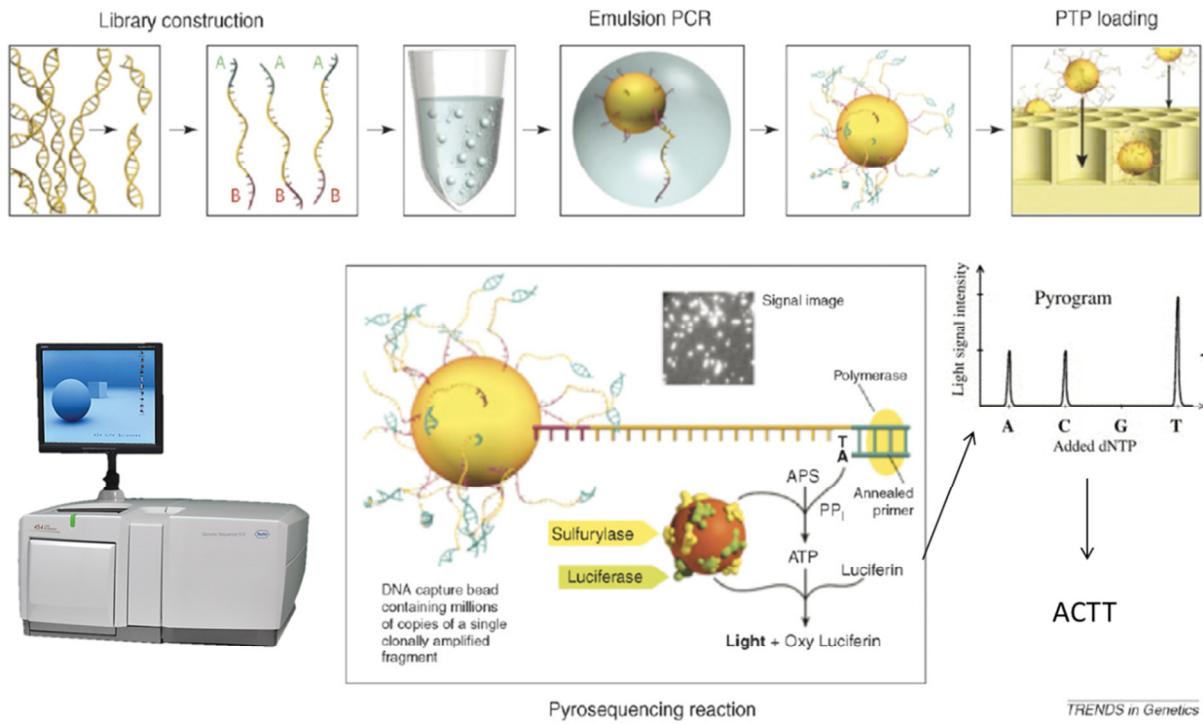 Library construction
Emulsion PCR
PTP loading
A A A
B B B
Signal image
Polymerase
T
A
Annealed
primer
APS
PPi
Sulfurylase
Luciferase
ATP
Luciferin
Light + Oxy Luciferin
DNA capture bead
containing millions
of copies of a single
clonally amplified
fragment
Pyrosequencing reaction
Pyrogram
Light signal intensity
A C G T
Added dNTP
ACTT
454
Roche
TRENDS in Genetics